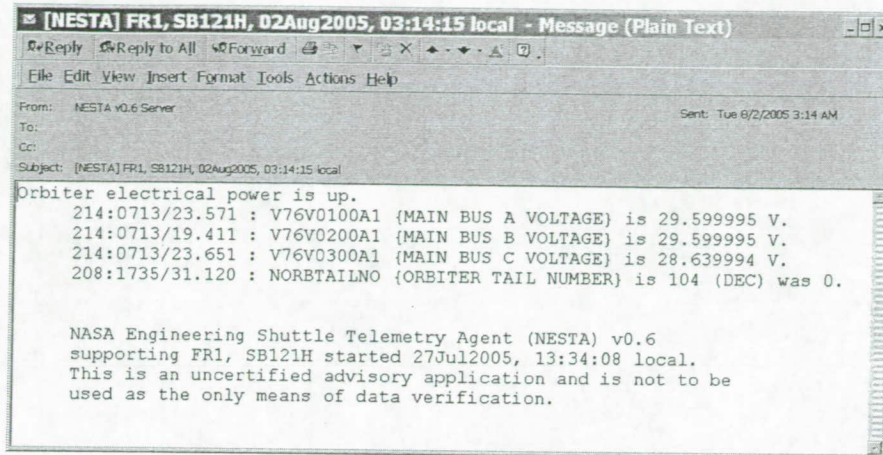 [NESTA] FR1, SB121H, 02Aug2005, 03:14:15 local - Message (Plain Text)
Reply Reply to All Forward
File Edit View Insert Format Tools Actions Help
From: NESTA v0.6 Server Sent: Tue 8/2/2005 3:14 AM
To:
Cc:
Subject: [NESTA] FR1, SB121H, 02Aug2005, 03:14:15 local
Orbiter electrical power is up.
214:0713/23.571 : V76V0100A1 {MAIN BUS A VOLTAGE} is 29.599995 V.
214:0713/19.411 : V76V0200A1 {MAIN BUS B VOLTAGE} is 29.599995 V.
214:0713/23.651 : V76V0300A1 {MAIN BUS C VOLTAGE} is 28.639994 V.
208:1735/31.120 : NORBTAILNO {ORBITER TAIL NUMBER} is 104 (DEC) was 0.
NASA Engineering Shuttle Telemetry Agent (NESTA) v0.6
supporting FR1, SB121H started 27Jul2005, 13:34:08 local.
This is an uncertified advisory application and is not to be
used as the only means of data verification.